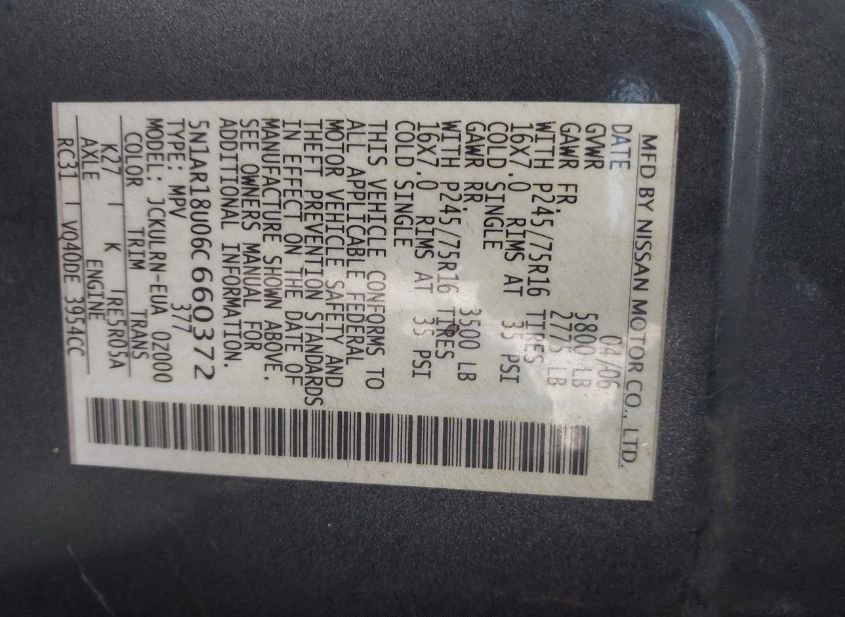 MFD BY NISSAN MOTOR CO., LTD.
DATE 04/06
GVWR 5800 LB
GAWR FR. 2775 LB
WITH P245/75R16 TIRES
16X7.0 RIMS AT 35 PSI
COLD SINGLE
GAWR RR. 3500 LB
WITH P245/75R16 TIRES
16X7.0 RIMS AT 35 PSI
COLD SINGLE
THIS VEHICLE CONFORMS TO
ALL APPLICABLE FEDERAL
MOTOR VEHICLE SAFETY AND
THEFT PREVENTION STANDARDS
IN EFFECT ON THE DATE OF
MANUFACTURE SHOWN ABOVE.
SEE OWNERS MANUAL FOR
ADDITIONAL INFORMATION.
5N1AR18U06C660372
TYPE: MPV 377
MODEL: JCKULRN-EUA 0Z000
COLOR TRIM TRANS
K27 K TRE5R05A
AXLE ENGINE
RC31 VQ40DE 3954CC